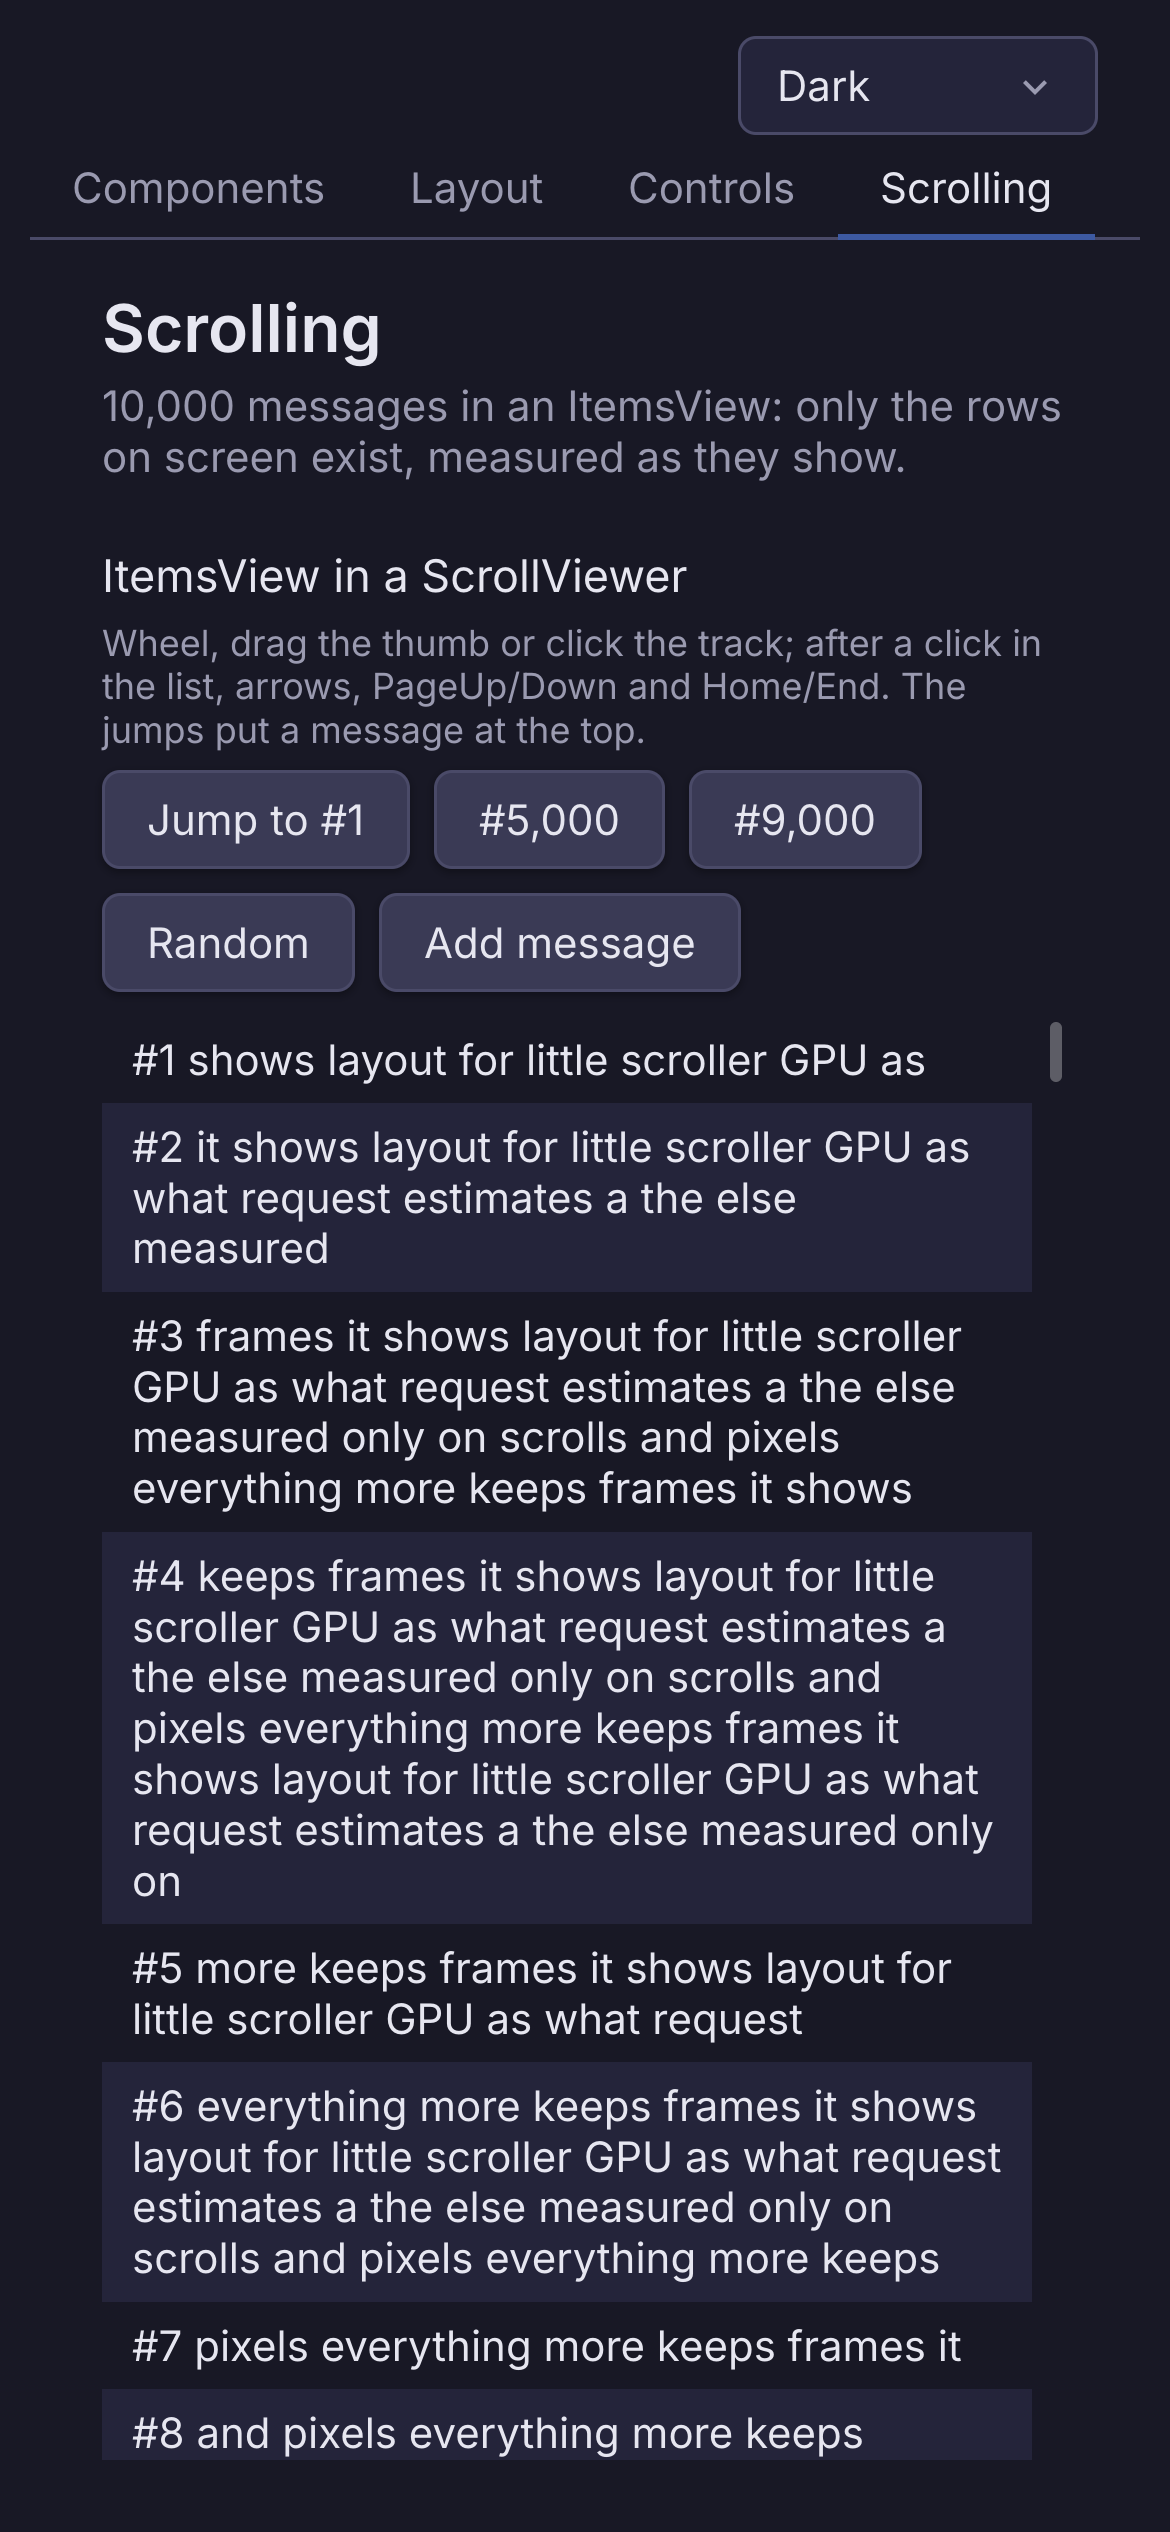 Dark
Components
Layout
Controls
Scrolling
Scrolling
10,000 messages in an ItemsView: only the rows
on screen exist, measured as they show.
ItemsView in a ScrollViewer
Wheel, drag the thumb or click the track; after a click in
the list, arrows, PageUp/Down and Home/End. The
jumps put a message at the top.
Jump to #1
#5,000
#9,000
Random
Add message
#1 shows layout for little scroller GPU as
#2 it shows layout for little scroller GPU as
what request estimates a the else
measured
#3 frames it shows layout for little scroller
GPU as what request estimates a the else
measured only on scrolls and pixels
everything more keeps frames it shows
#4 keeps frames it shows layout for little
scroller GPU as what request estimates a
the else measured only on scrolls and
pixels everything more keeps frames it
shows layout for little scroller GPU as what
request estimates a the else measured only
on
#5 more keeps frames it shows layout for
little scroller GPU as what request
#6 everything more keeps frames it shows
layout for little scroller GPU as what request
estimates a the else measured only on
scrolls and pixels everything more keeps
#7 pixels everything more keeps frames it
#8 and pixels everything more keeps